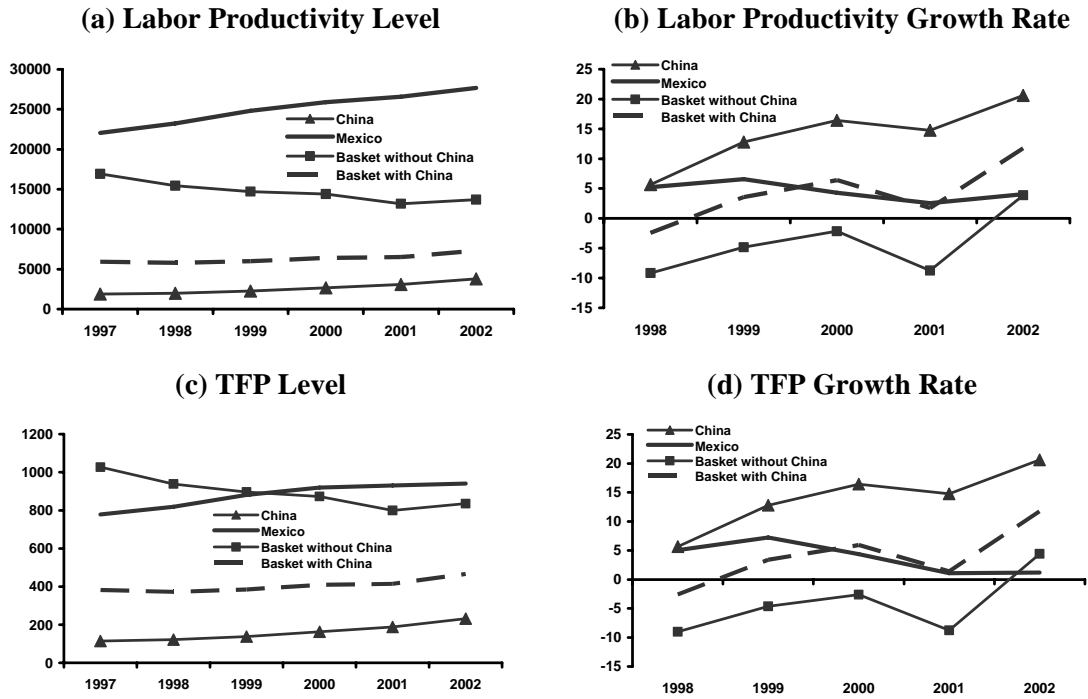 (a) Labor Productivity Level
30000
25000
20000
15000
10000
5000
0
China
Mexico
Basket without China
Basket with China
1997 1998 1999 2000 2001 2002
(b) Labor Productivity Growth Rate
25
20
15
10
5
0
-5
-10
-15
China
Mexico
Basket without China
Basket with China
1998 1999 2000 2001 2002
(c) TFP Level
1200
1000
800
600
400
200
0
China
Mexico
Basket without China
Basket with China
1997 1998 1999 2000 2001 2002
(d) TFP Growth Rate
25
20
15
10
5
0
-5
-10
-15
China
Mexico
Basket without China
Basket with China
1998 1999 2000 2001 2002